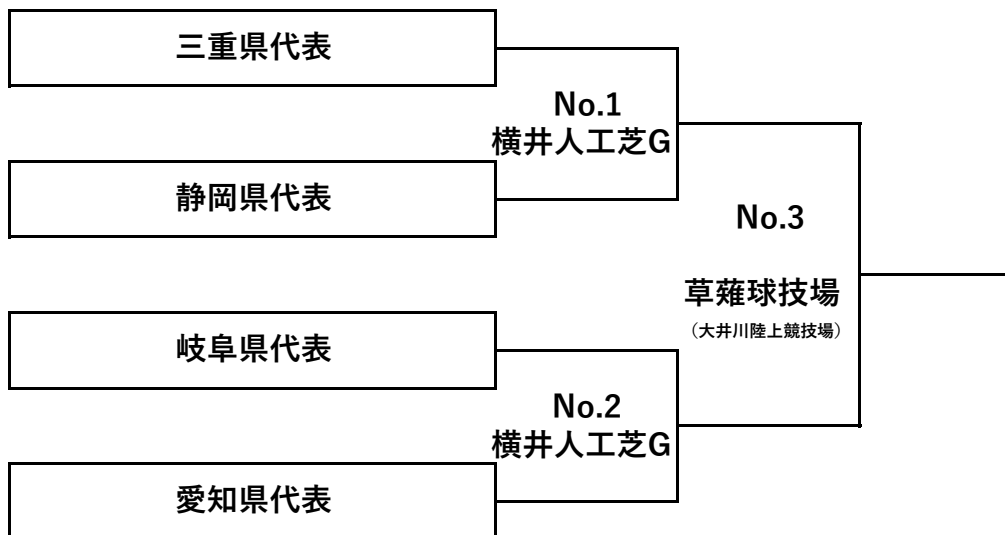 三重県代表
No.1
横井人工芝G
静岡県代表
No.3
草薙球技場
（大井川陸上競技場）
岐阜県代表
No.2
横井人工芝G
愛知県代表